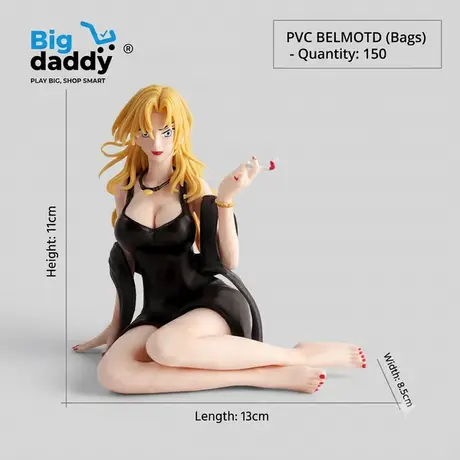 Big
daddy ®
PLAY BIG, SHOP SMART
PVC BELMOTD (Bags)
- Quantity: 150
Height: 11cm
Width: 8.5cm
Length: 13cm